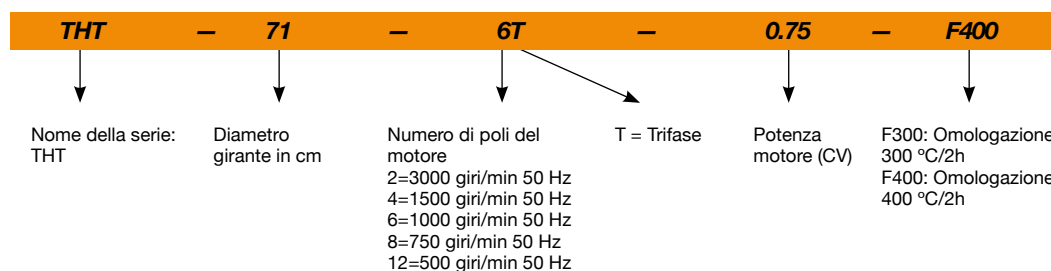 THT – 71 – 6T – 0.75 – F400
Nome della serie:
THT
Diametro
girante in cm
Numero di poli del
motore
2=3000 giri/min 50 Hz
4=1500 giri/min 50 Hz
6=1000 giri/min 50 Hz
8=750 giri/min 50 Hz
12=500 giri/min 50 Hz
T = Trifase
Potenza
motore (CV)
F300: Omologazione
300 ºC/2h
F400: Omologazione
400 ºC/2h